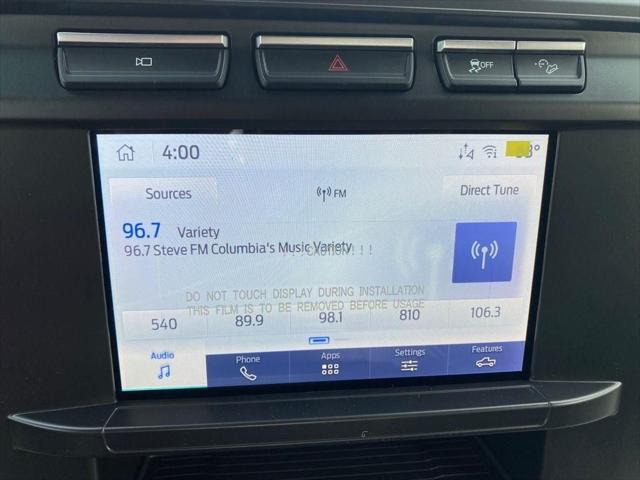 OFF
4:00
Sources
FM
Direct Tune
96.7 Variety
96.7 Steve FM Columbia's Music Variety
DO NOT TOUCH DISPLAY DURING INSTALLATION
THIS FILM IS TO BE REMOVED BEFORE USAGE
540 89.9 98.1 810 106.3
Audio Phone Apps Settings Features